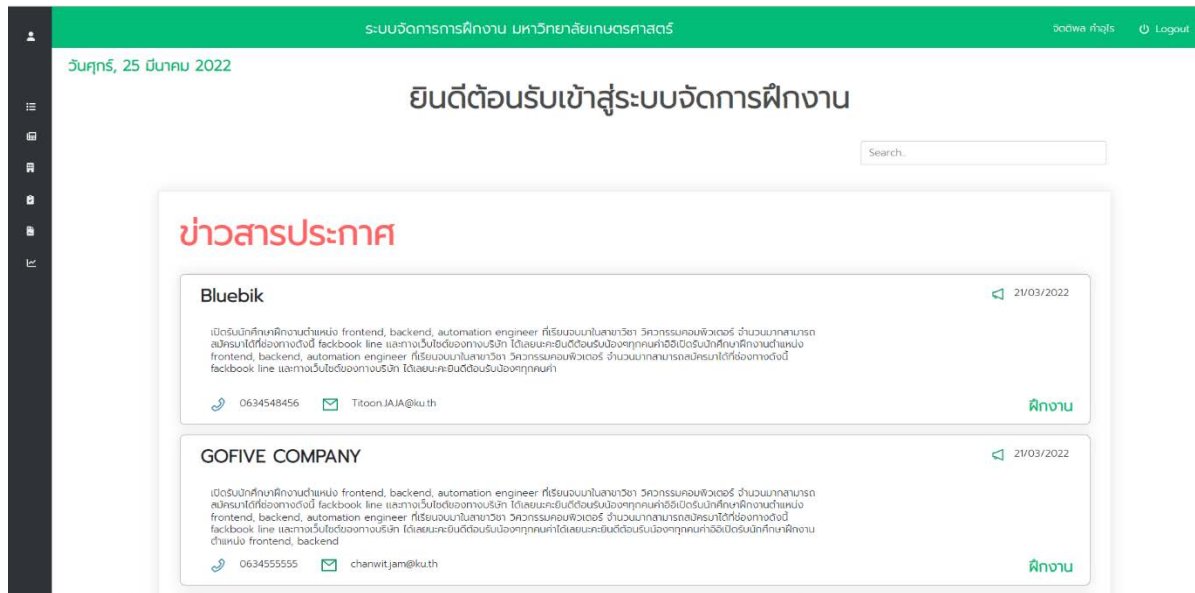 ระบบจัดการการฝึกงาน มหาวิทยาลัยเกษตรศาสตร์
จิตติพล คำอุไร
Logout
วันศุกร์, 25 มีนาคม 2022
ยินดีต้อนรับเข้าสู่ระบบจัดการฝึกงาน
Search..
ข่าวสารประกาศ
Bluebik
21/03/2022
เปิดรับนักศึกษาฝึกงานตำแหน่ง frontend, backend, automation engineer ที่เรียนจบมาในสาขาวิชา วิศวกรรมคอมพิวเตอร์ จำนวนมากสามารถ
สมัครมาได้ที่ช่องทางดังนี้ fackbook line และทางเว็บไซต์ของทางบริษัท ได้เลยนะคะยินดีต้อนรับน้องๆทุกคนค่าอิอิเปิดรับนักศึกษาฝึกงานตำแหน่ง
frontend, backend, automation engineer ที่เรียนจบมาในสาขาวิชา วิศวกรรมคอมพิวเตอร์ จำนวนมากสามารถสมัครมาได้ที่ช่องทางดังนี้
fackbook line และทางเว็บไซต์ของทางบริษัท ได้เลยนะคะยินดีต้อนรับน้องๆทุกคนค่า
0634548456
Titoon.JAJA@ku.th
ฝึกงาน
GOFIVE COMPANY
21/03/2022
เปิดรับนักศึกษาฝึกงานตำแหน่ง frontend, backend, automation engineer ที่เรียนจบมาในสาขาวิชา วิศวกรรมคอมพิวเตอร์ จำนวนมากสามารถ
สมัครมาได้ที่ช่องทางดังนี้ fackbook line และทางเว็บไซต์ของทางบริษัท ได้เลยนะคะยินดีต้อนรับน้องๆทุกคนค่าอิอิเปิดรับนักศึกษาฝึกงานตำแหน่ง
frontend, backend, automation engineer ที่เรียนจบมาในสาขาวิชา วิศวกรรมคอมพิวเตอร์ จำนวนมากสามารถสมัครมาได้ที่ช่องทางดังนี้
fackbook line และทางเว็บไซต์ของทางบริษัท ได้เลยนะคะยินดีต้อนรับน้องๆทุกคนค่าได้เลยนะคะยินดีต้อนรับน้องๆทุกคนค่าอิอิเปิดรับนักศึกษาฝึกงาน
ตำแหน่ง frontend, backend
0634555555
chanwit.jam@ku.th
ฝึกงาน